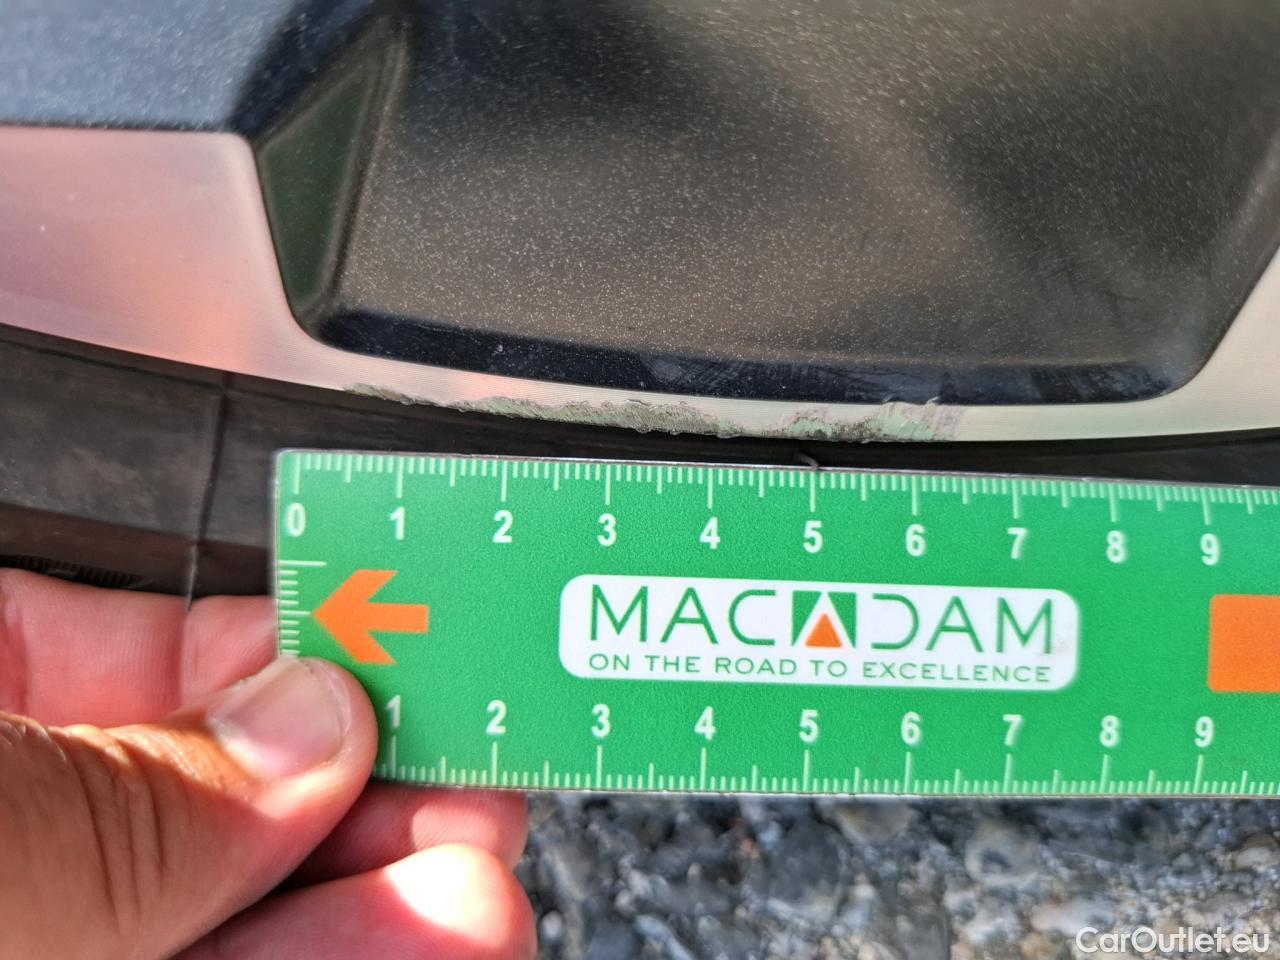 0 1 2 3 4 5 6 7 8 9
MACADAM
ON THE ROAD TO EXCELLENCE
1 2 3 4 5 6 7 8 9
CarOutlet.eu